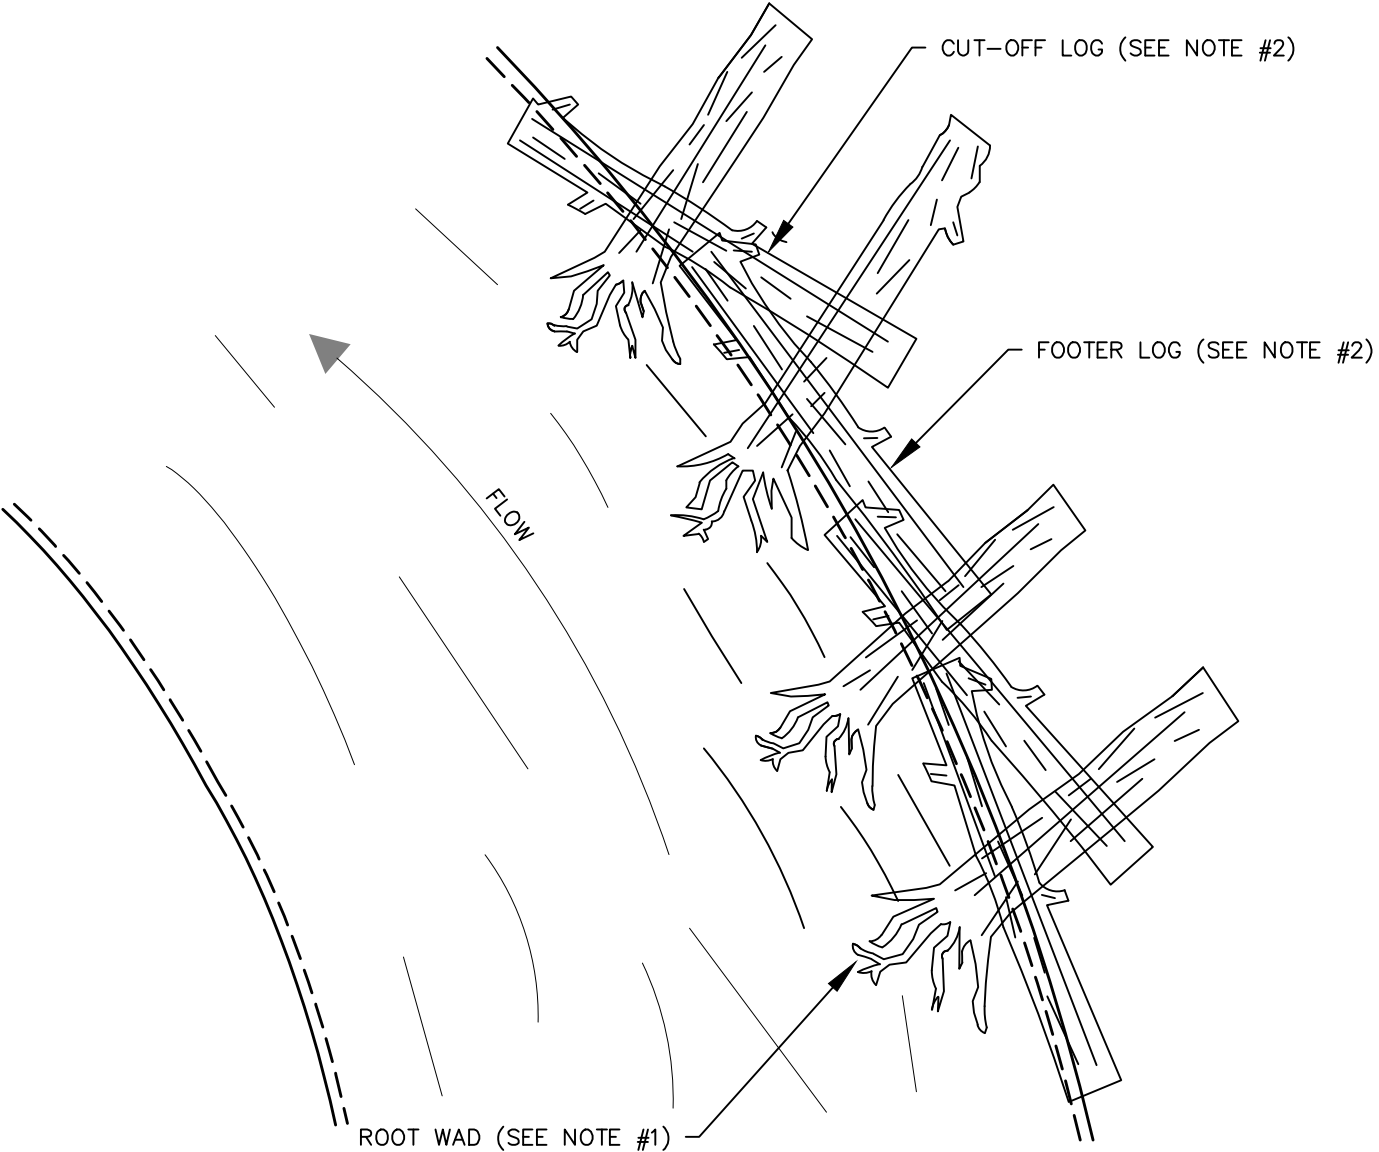 CUT-OFF LOG (SEE NOTE #2)
FOOTER LOG (SEE NOTE #2)
FLOW
ROOT WAD (SEE NOTE #1)